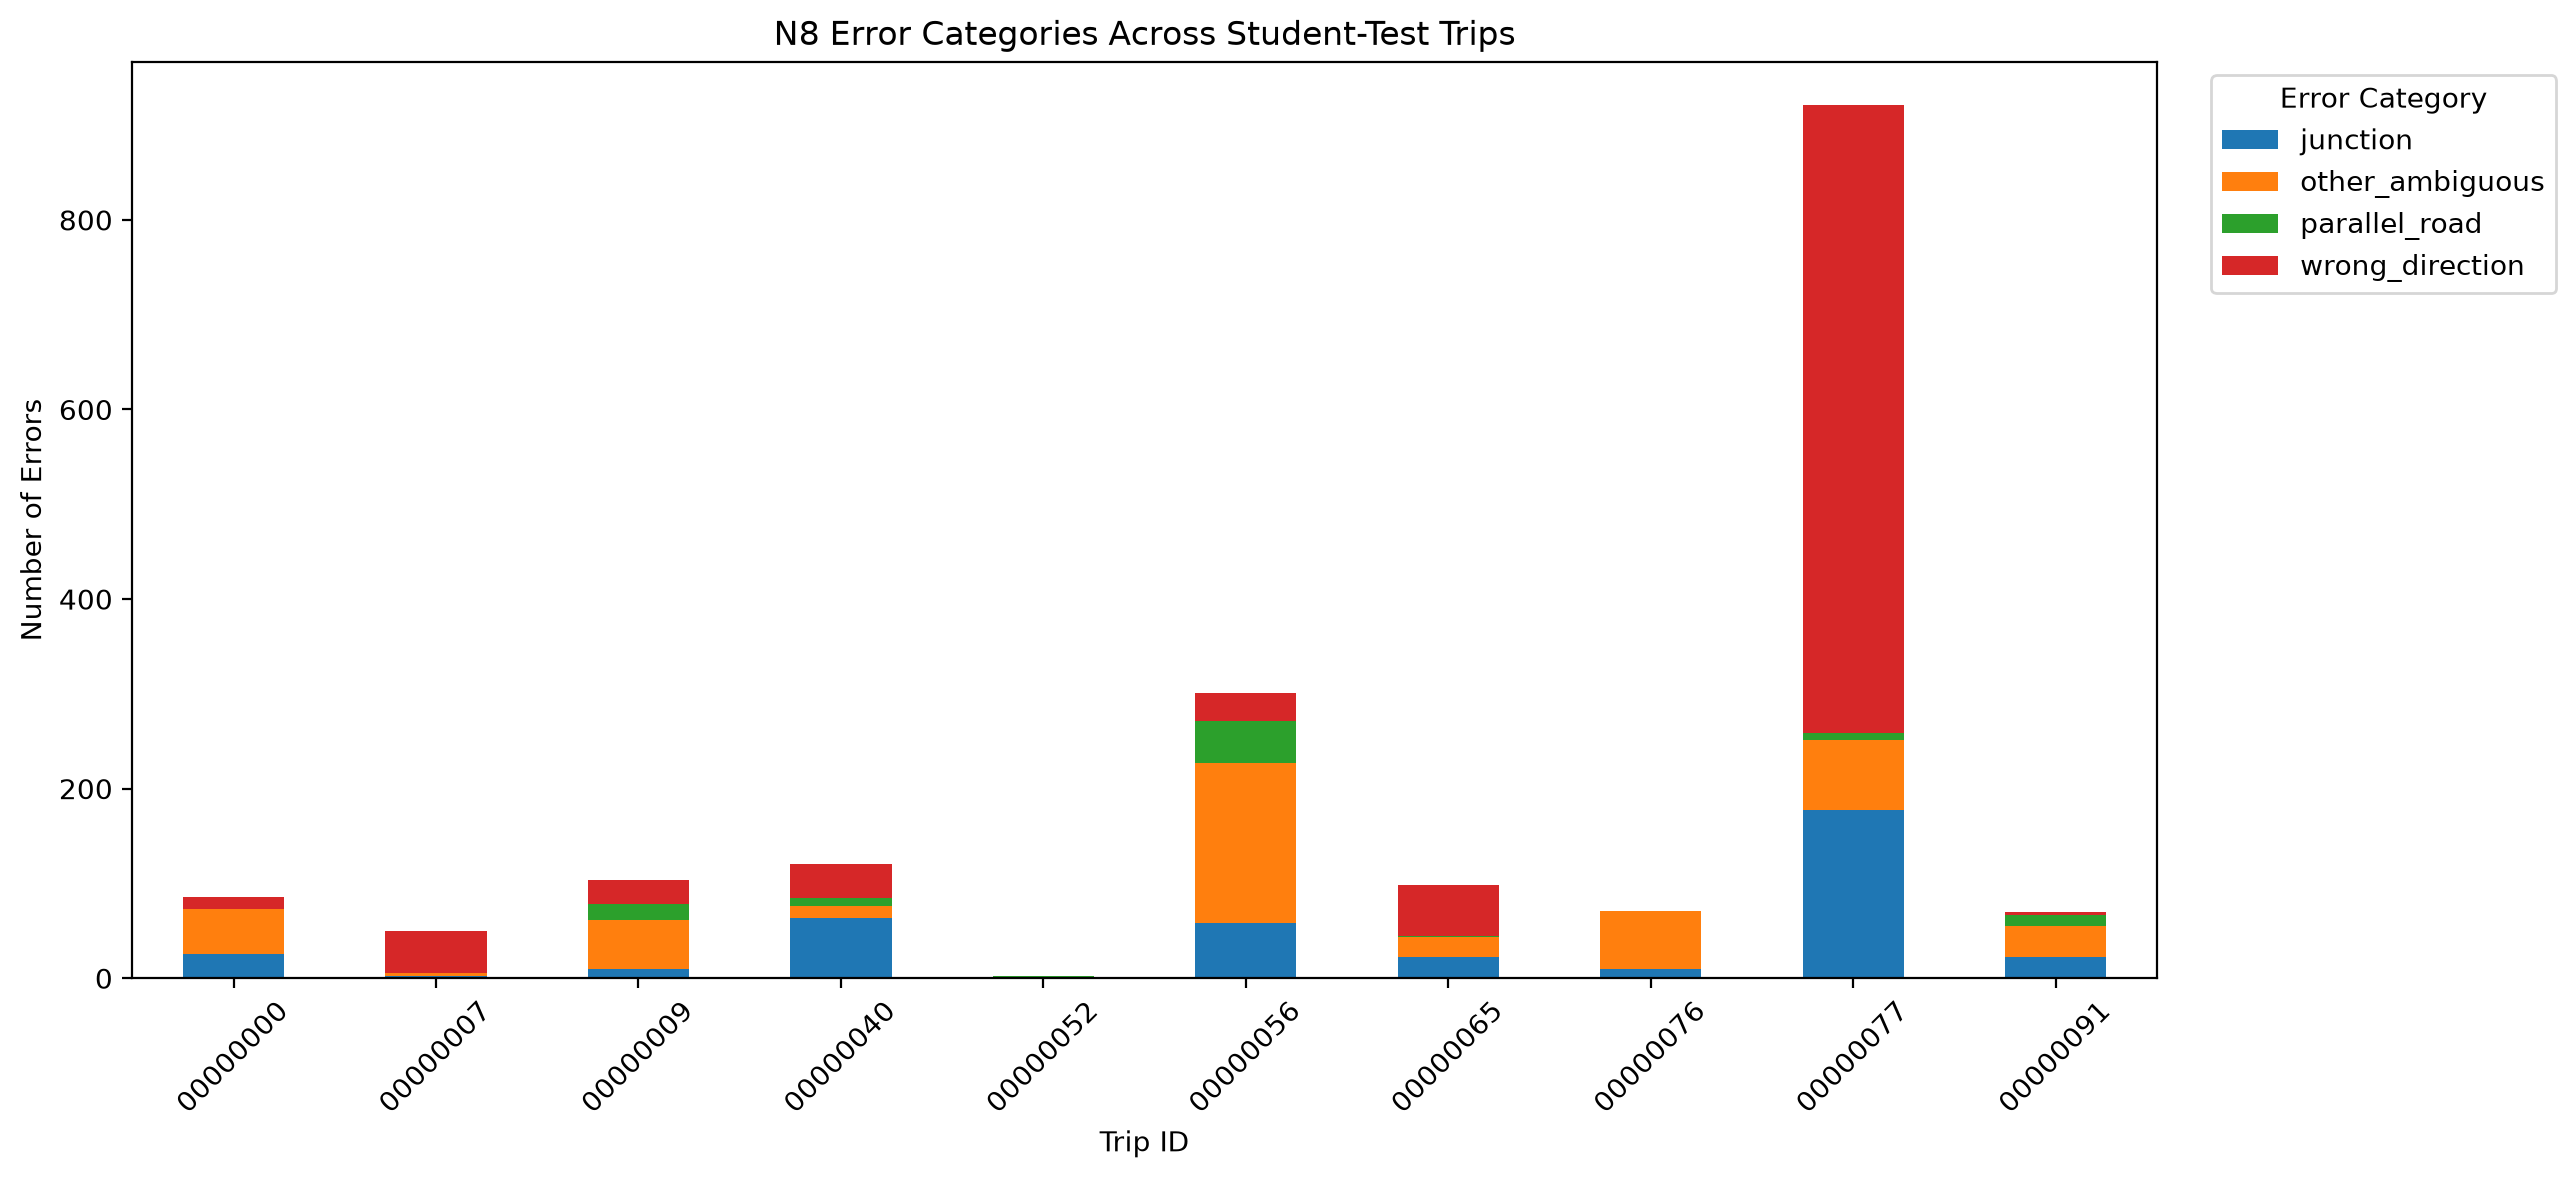 N8 Error Categories Across Student-Test Trips
Error Category
junction
other_ambiguous
parallel_road
wrong_direction
Number of Errors
800
600
400
200
0
00000000
00000007
00000009
00000040
00000052
00000056
00000065
00000076
00000077
00000091
Trip ID